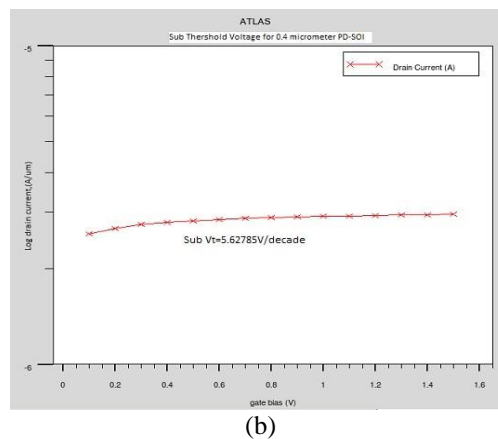 ATLAS
Sub Thershold Voltage for 0.4 micrometer PD-SOI
-5
Drain Current (A)
Log drain current,(A/um)
Sub Vt=5.62785V/decade
-6
0 0.2 0.4 0.6 0.8 1 1.2 1.4 1.6
gate bias (V)
(b)